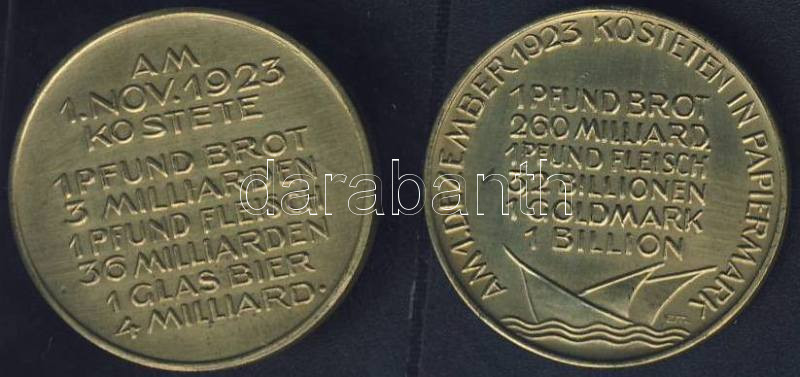 AM
1.NOV.1923
KOSTETE
1 PFUND BROT
3 MILLIARDEN
1 PFUND FLEISCH
36 MILLIARDEN
1 GLAS BIER
4 MILLIARD.
AM 1. DEZEMBER 1923 KOSTETEN IN PAPIERMARK
1 PFUND BROT
260 MILLIARD
1 PFUND FLEISCH
BILLIONEN
1 GOLDMARK
1 BILLION
darabanth